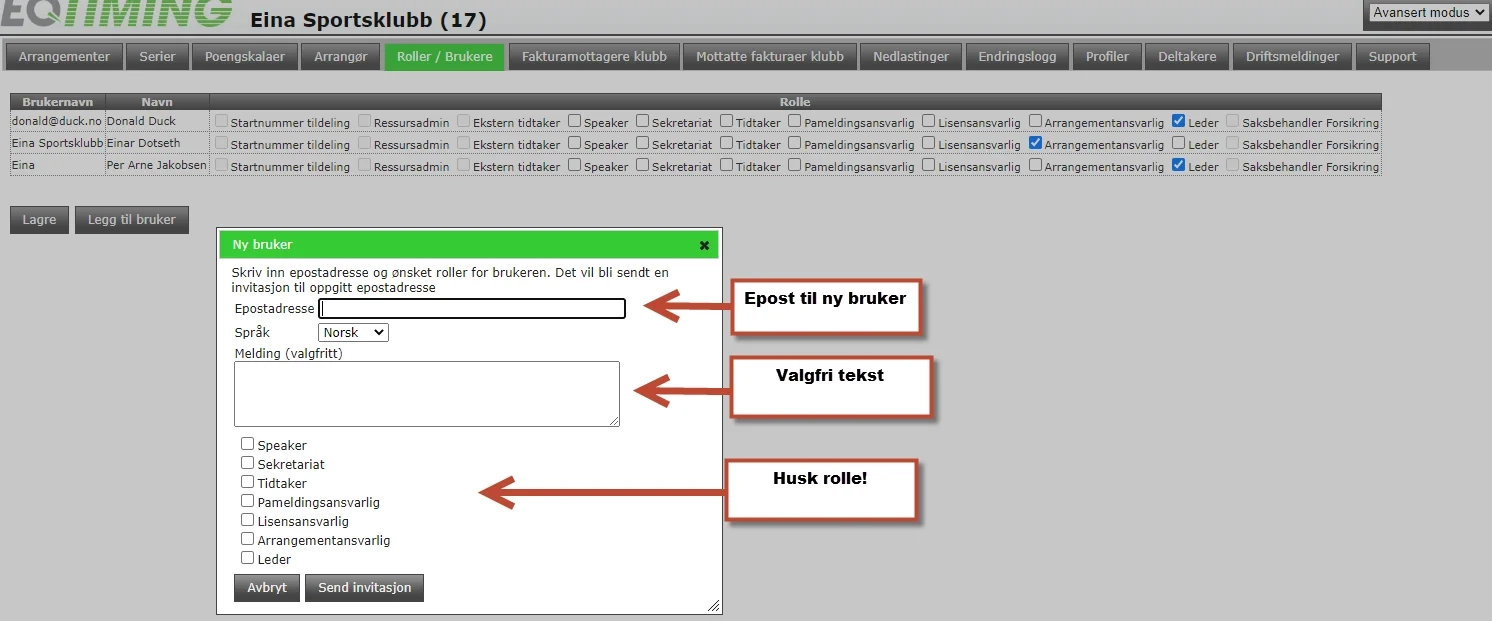 EQTIMING
Eina Sportsklubb (17)
Avansert modus
Arrangementer Serier Poengskalaer Arrangør Roller / Brukere Fakturamottagere klubb Mottatte fakturaer klubb Nedlastinger Endringslogg Profiler Deltakere Driftsmeldinger Support
Brukernavn Navn Rolle
donald@duck.no Donald Duck Startnummer tildeling Ressursadmin Ekstern tidtaker Speaker Sekretariat Tidtaker Pameldingsansvarlig Lisensansvarlig Arrangementansvarlig Leder Saksbehandler Forsikring
Eina Sportsklubb Einar Dotseth Startnummer tildeling Ressursadmin Ekstern tidtaker Speaker Sekretariat Tidtaker Pameldingsansvarlig Lisensansvarlig Arrangementansvarlig Leder Saksbehandler Forsikring
Eina Per Arne Jakobsen Startnummer tildeling Ressursadmin Ekstern tidtaker Speaker Sekretariat Tidtaker Pameldingsansvarlig Lisensansvarlig Arrangementansvarlig Leder Saksbehandler Forsikring
Lagre Legg til bruker
Ny bruker
Skriv inn epostadresse og ønsket roller for brukeren. Det vil bli sendt en
invitasjon til oppgitt epostadresse
Epostadresse
Epost til ny bruker
Språk Norsk
Melding (valgfritt)
Valgfri tekst
Speaker
Sekretariat
Tidtaker
Pameldingsansvarlig
Lisensansvarlig
Arrangementansvarlig
Leder
Husk rolle!
Avbryt Send invitasjon